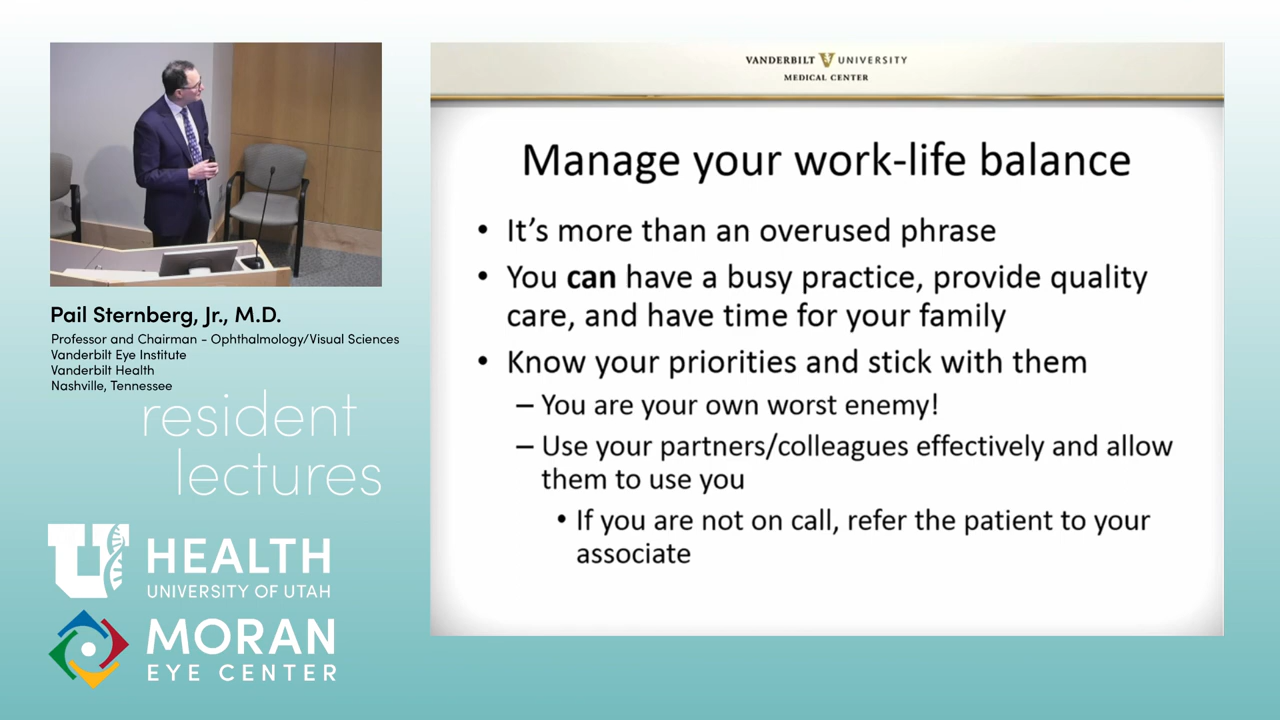 Pail Sternberg, Jr., M.D.
Professor and Chairman - Ophthalmology/Visual Sciences
Vanderbilt Eye Institute
Vanderbilt Health
Nashville, Tennessee
resident
lectures
U HEALTH
UNIVERSITY OF UTAH
MORAN
EYE CENTER
VANDERBILT V UNIVERSITY
MEDICAL CENTER
Manage your work-life balance
• It's more than an overused phrase
• You can have a busy practice, provide quality
care, and have time for your family
• Know your priorities and stick with them
– You are your own worst enemy!
– Use your partners/colleagues effectively and allow
them to use you
• If you are not on call, refer the patient to your
associate